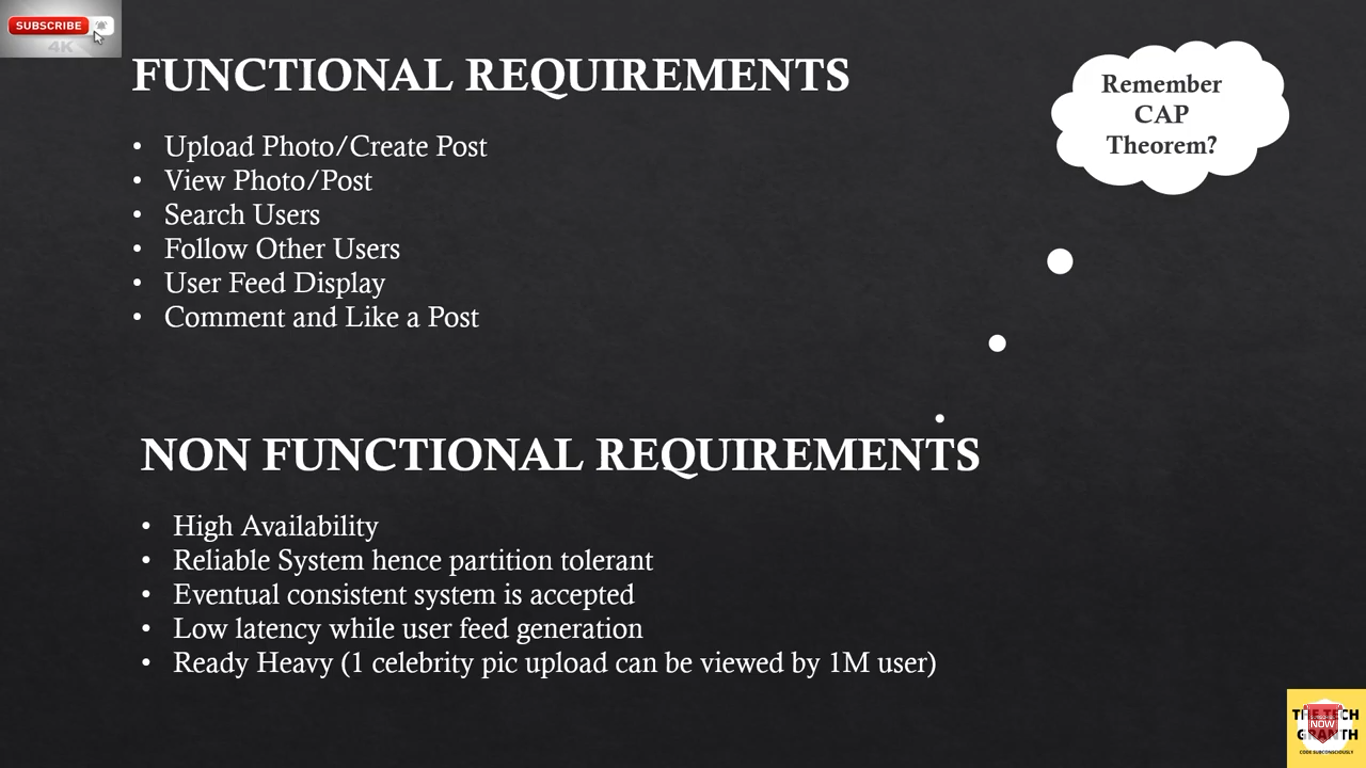 SUBSCRIBE
4K
FUNCTIONAL REQUIREMENTS
• Upload Photo/Create Post
• View Photo/Post
• Search Users
• Follow Other Users
• User Feed Display
• Comment and Like a Post
Remember
CAP
Theorem?
NON FUNCTIONAL REQUIREMENTS
• High Availability
• Reliable System hence partition tolerant
• Eventual consistent system is accepted
• Low latency while user feed generation
• Ready Heavy (1 celebrity pic upload can be viewed by 1M user)
THE TECH
NOW
GRANTH
CODE SUBCONSCIOUSLY